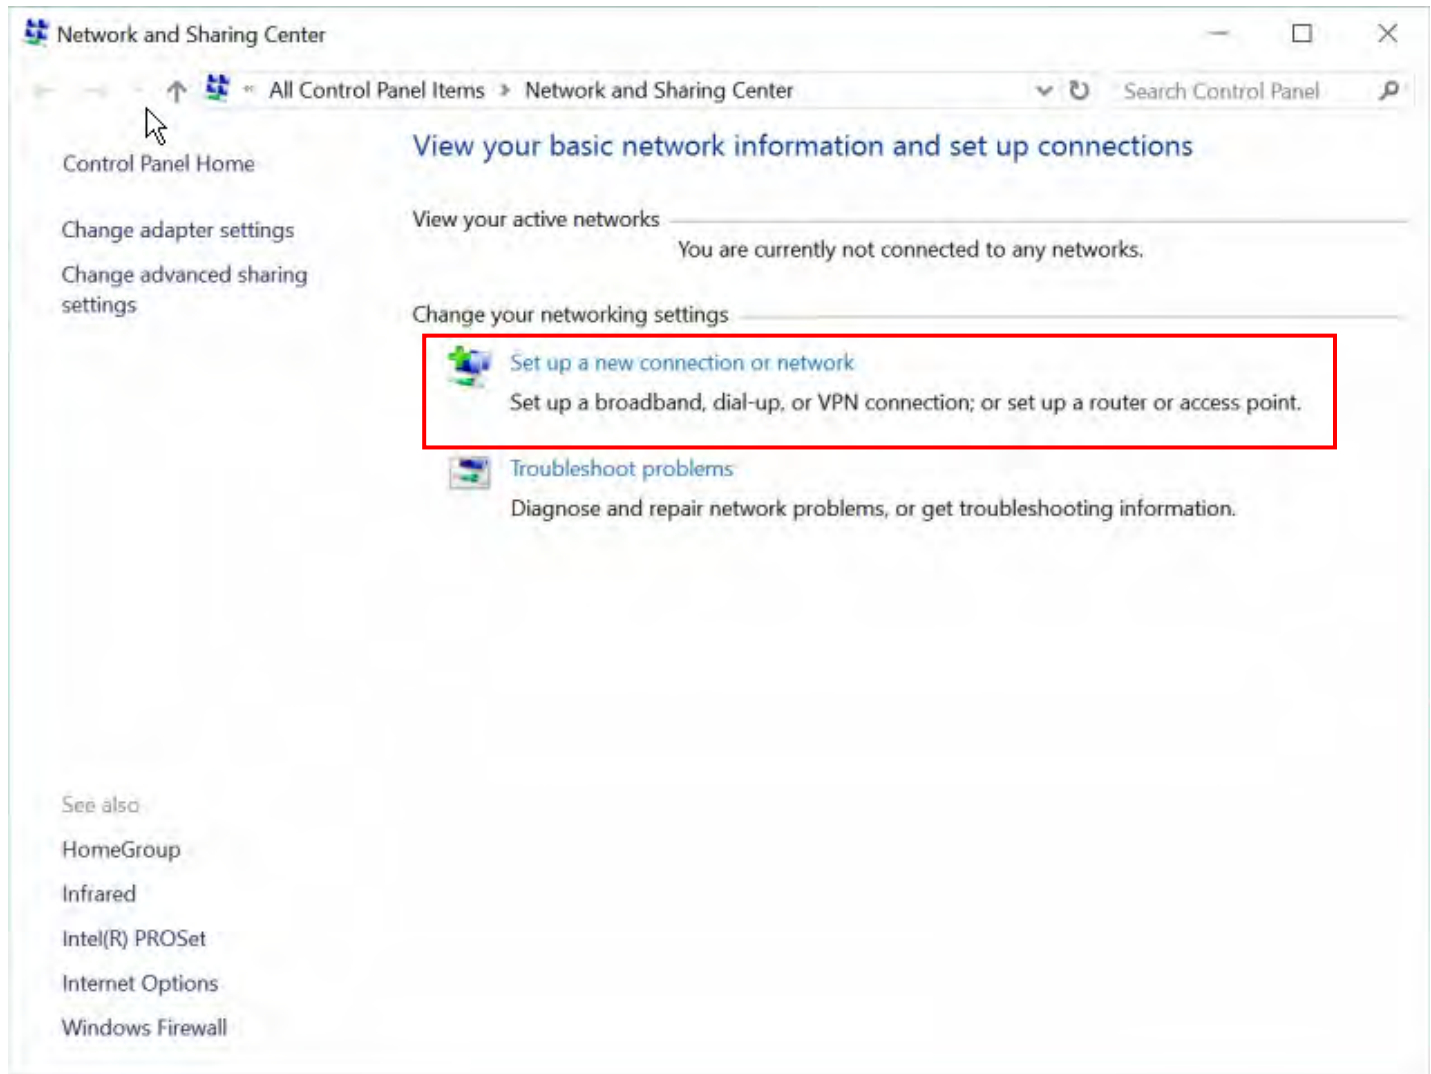 Network and Sharing Center
« All Control Panel Items > Network and Sharing Center
Search Control Panel
Control Panel Home
Change adapter settings
Change advanced sharing
settings
View your basic network information and set up connections
View your active networks
You are currently not connected to any networks.
Change your networking settings
Set up a new connection or network
Set up a broadband, dial-up, or VPN connection; or set up a router or access point.
Troubleshoot problems
Diagnose and repair network problems, or get troubleshooting information.
See also
HomeGroup
Infrared
Intel(R) PROSet
Internet Options
Windows Firewall